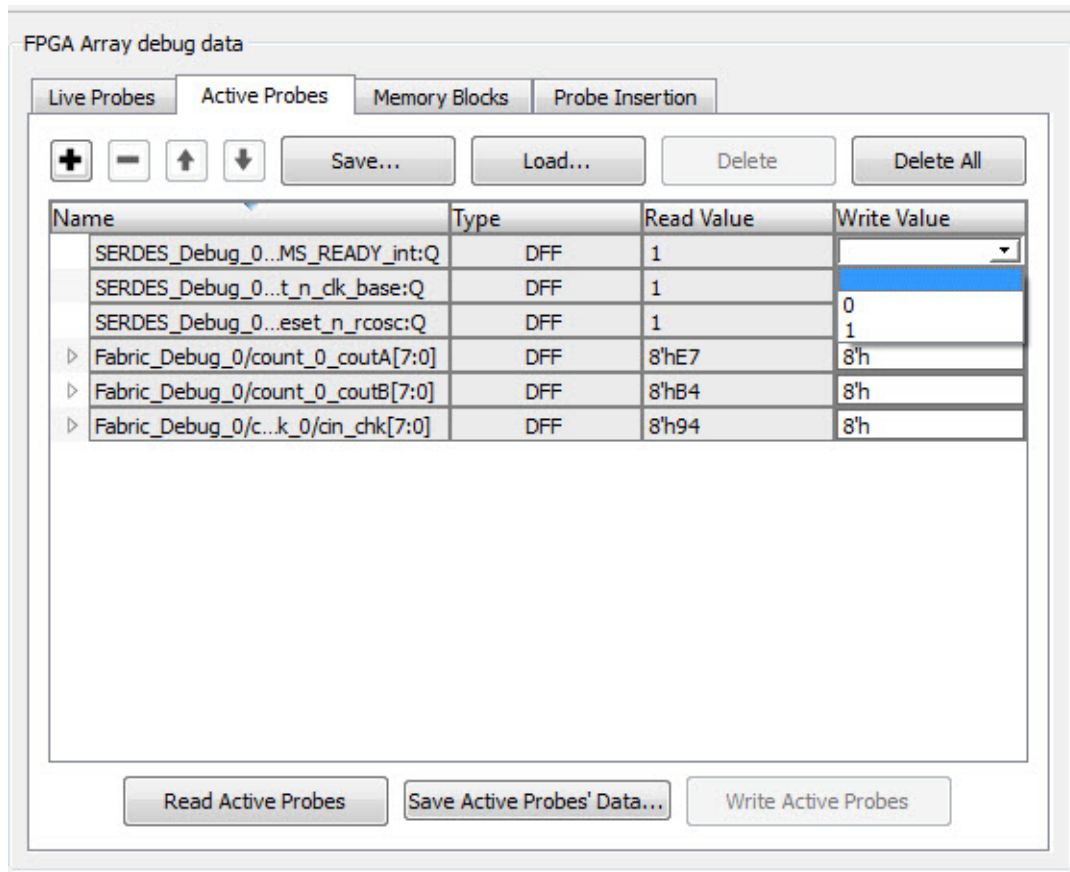 FPGA Array debug data
Live Probes Active Probes Memory Blocks Probe Insertion
Save... Load... Delete Delete All
Name Type Read Value Write Value
SERDES_Debug_0...MS_READY_int:Q DFF 1
SERDES_Debug_0...t_n_clk_base:Q DFF 1
0
SERDES_Debug_0...eset_n_rcosc:Q DFF 1
1
Fabric_Debug_0/count_0_coutA[7:0] DFF 8'hE7 8'h
Fabric_Debug_0/count_0_coutB[7:0] DFF 8'hB4 8'h
Fabric_Debug_0/c...k_0/cin_chk[7:0] DFF 8'h94 8'h
Read Active Probes Save Active Probes' Data... Write Active Probes